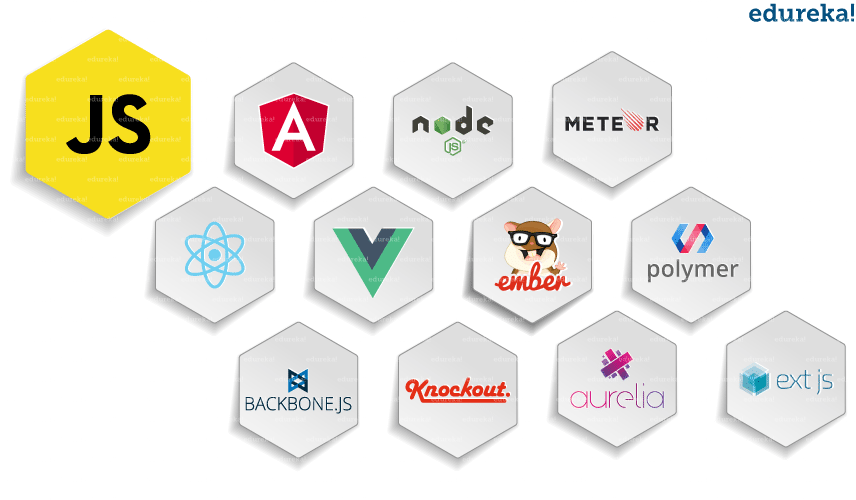 edureka!
JS
A
node
JS
METEOR
ember
polymer
BACKBONE.JS
Knockout.
aurelia
ext js